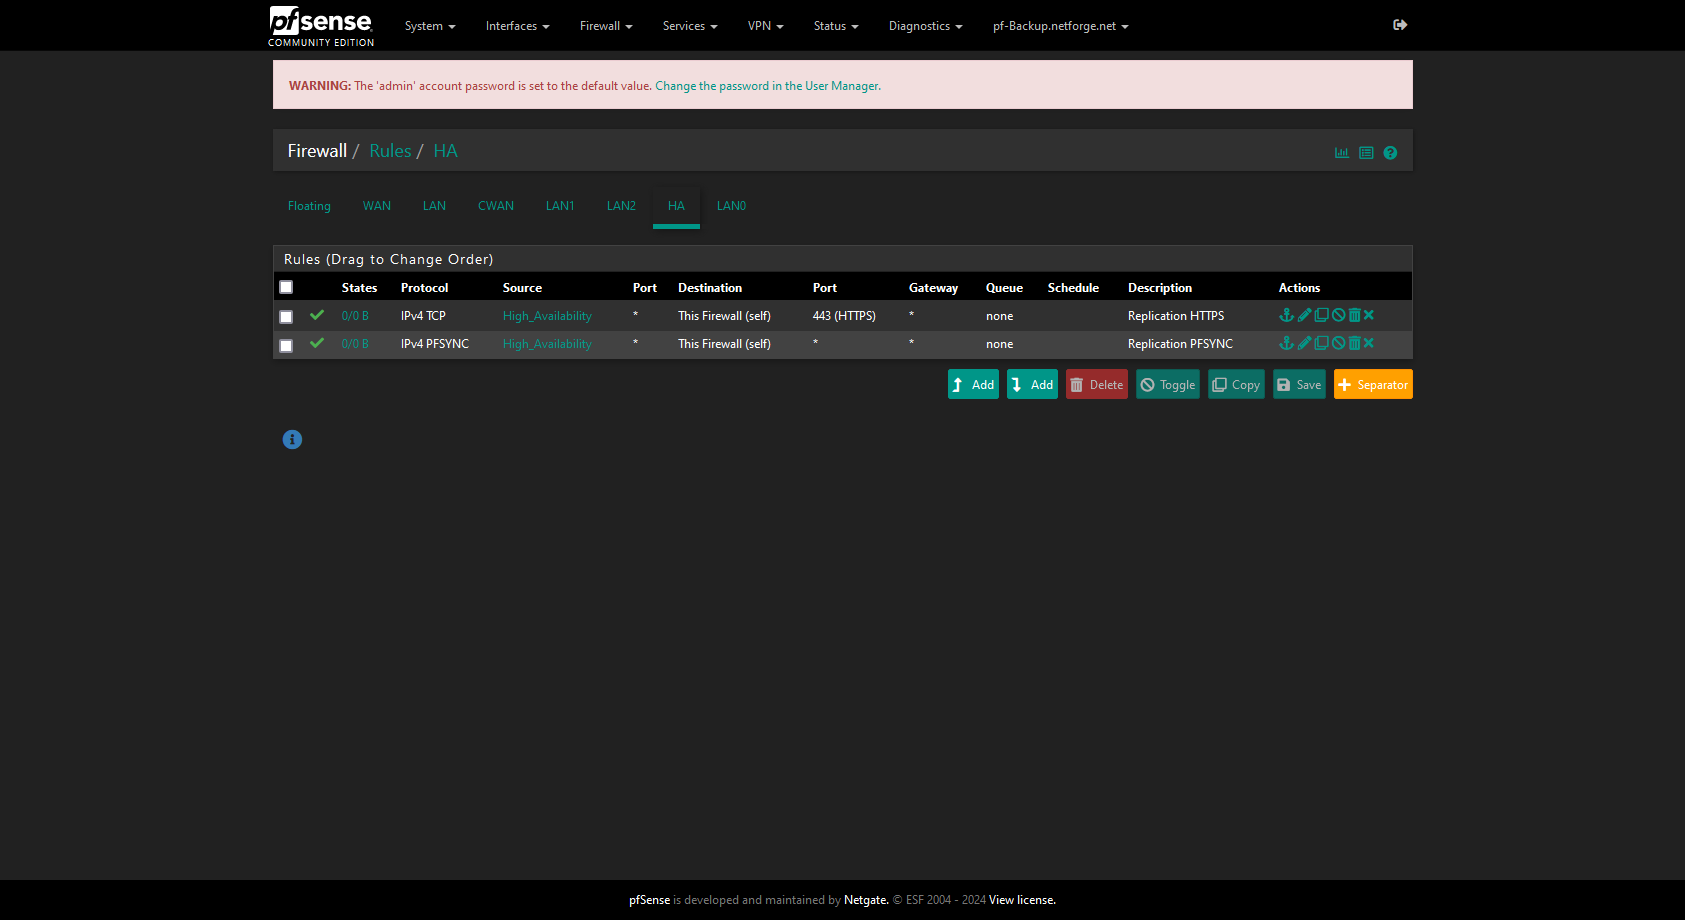 pfsense
COMMUNITY EDITION
System Interfaces Firewall Services VPN Status Diagnostics pf-Backup.netforge.net
WARNING: The 'admin' account password is set to the default value. Change the password in the User Manager.
Firewall / Rules / HA
Floating WAN LAN CWAN LAN1 LAN2 HA LAN0
Rules (Drag to Change Order)
States Protocol Source Port Destination Port Gateway Queue Schedule Description Actions
0/0 B IPv4 TCP High_Availability * This Firewall (self) 443 (HTTPS) * none Replication HTTPS
0/0 B IPv4 PFSYNC High_Availability * This Firewall (self) * * none Replication PFSYNC
Add Add Delete Toggle Copy Save Separator
pfSense is developed and maintained by Netgate. © ESF 2004 - 2024 View license.